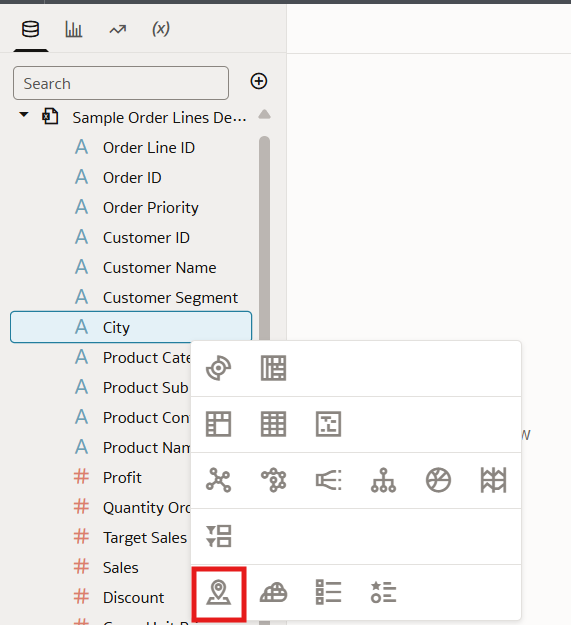 (x)
Search
Sample Order Lines De...
Order Line ID
Order ID
Order Priority
Customer ID
Customer Name
Customer Segment
City
Product Cate
Product Sub
Product Con
Product Nam
Profit
Quantity Ord
Target Sales
Sales
Discount